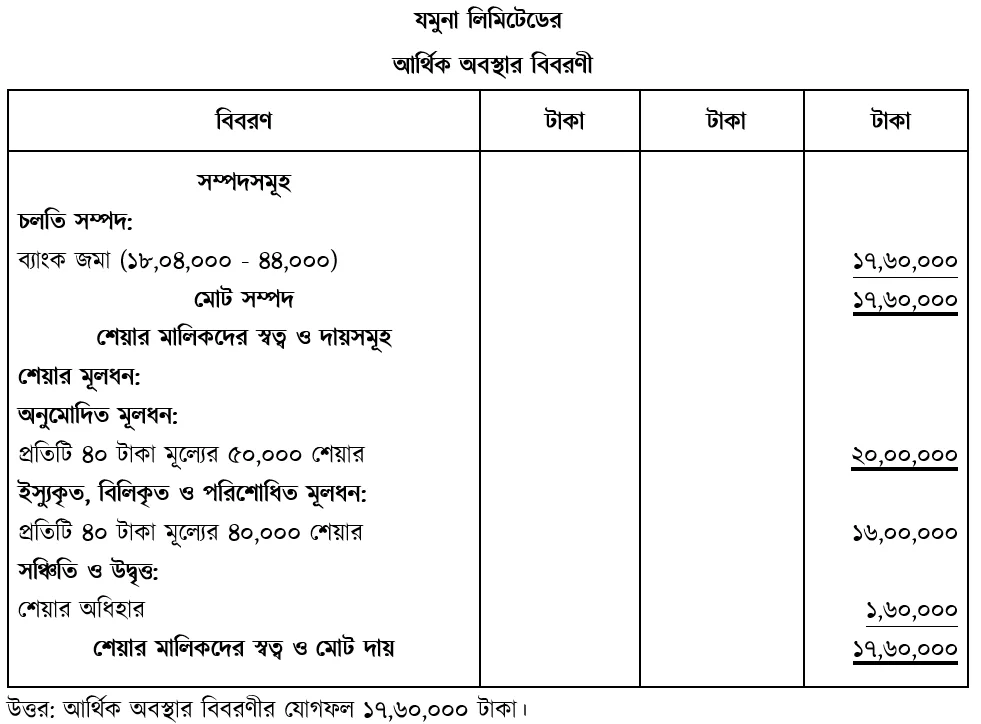 যমুনা লিমিটেডের
আর্থিক অবস্থার বিবরণী
বিবরণ টাকা টাকা টাকা
সম্পদসমূহ
চলতি সম্পদ:
ব্যাংক জমা (১৮,০৪,০০০ - ৪৪,০০০) ১৭,৬০,০০০
মোট সম্পদ ১৭,৬০,০০০
শেয়ার মালিকদের স্বত্ব ও দায়সমূহ
শেয়ার মূলধন:
অনুমোদিত মূলধন:
প্রতিটি ৪০ টাকা মূল্যের ৫০,০০০ শেয়ার ২০,০০,০০০
ইস্যুকৃত, বিলিকৃত ও পরিশোধিত মূলধন:
প্রতিটি ৪০ টাকা মূল্যের ৪০,০০০ শেয়ার ১৬,০০,০০০
সঞ্চিতি ও উদ্বৃত্ত:
শেয়ার অধিহার ১,৬০,০০০
শেয়ার মালিকদের স্বত্ব ও মোট দায় ১৭,৬০,০০০
উত্তর: আর্থিক অবস্থার বিবরণীর যোগফল ১৭,৬০,০০০ টাকা।